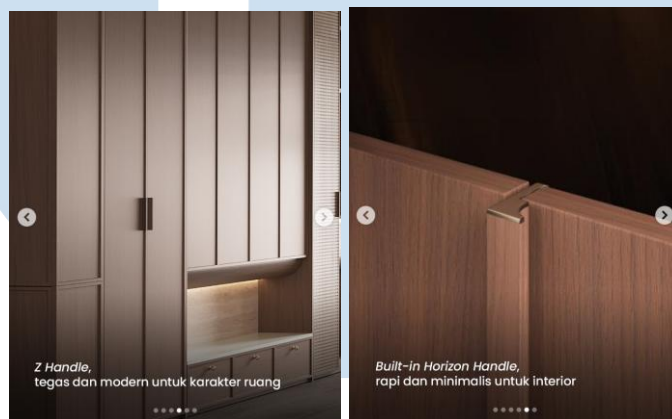 Z Handle,
tegas dan modern untuk karakter ruang
Built-in Horizon Handle,
rapi dan minimalis untuk interior